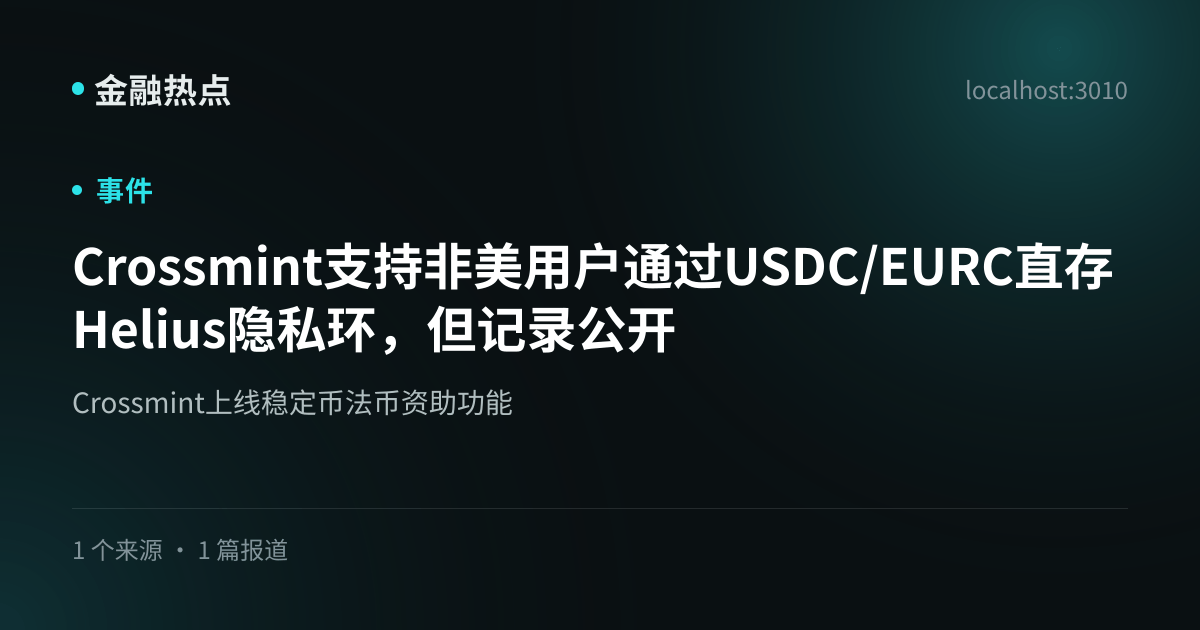 金融热点
localhost:3010
事件
Crossmint支持非美用户通过USDC/EURC直存
Helius隐私环，但记录公开
Crossmint上线稳定币法币资助功能
1 个来源 · 1 篇报道